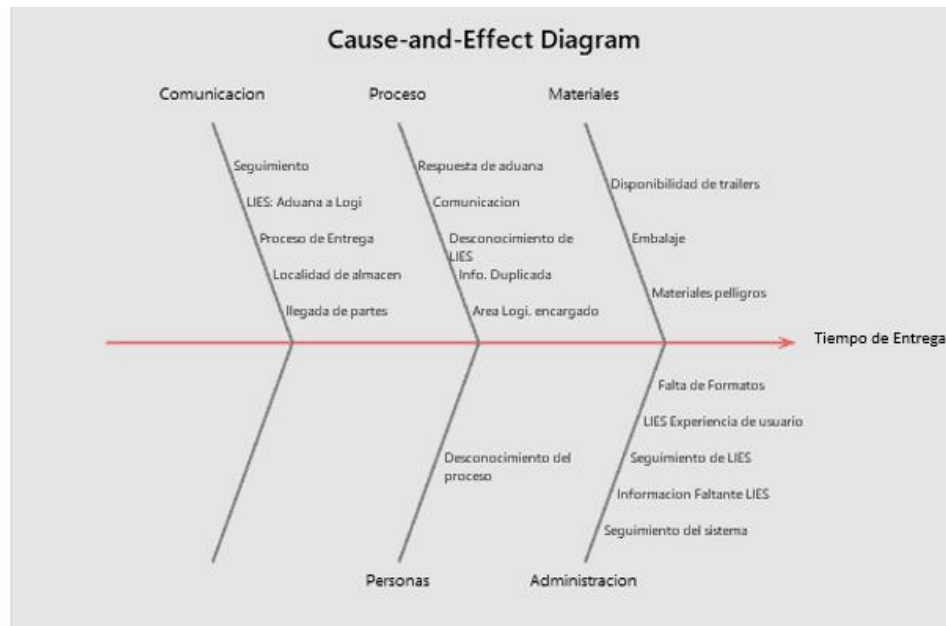 Cause-and-Effect Diagram
Comunicacion
Proceso
Materiales
Seguimiento
LIES: Aduana a Logi
Proceso de Entrega
Localidad de almacen
llegada de partes
Respuesta de aduana
Comunicacion
Desconocimiento de
LIES
Info. Duplicada
Area Logi. encargado
Disponibilidad de trailers
Embalaje
Materiales pelligros
Tiempo de Entrega
Desconocimiento del
proceso
Falta de Formatos
LIES Experiencia de usuario
Seguimiento de LIES
Informacion Faltante LIES
Seguimiento del sistema
Personas
Administracion